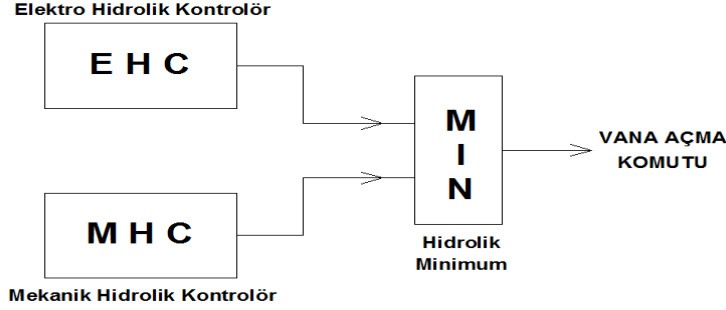 Elektro Hidrolik Kontrolör
E H C
M
I
N
VANA AÇMA
KOMUTU
M H C
Hidrolik
Minimum
Mekanik Hidrolik Kontrolör